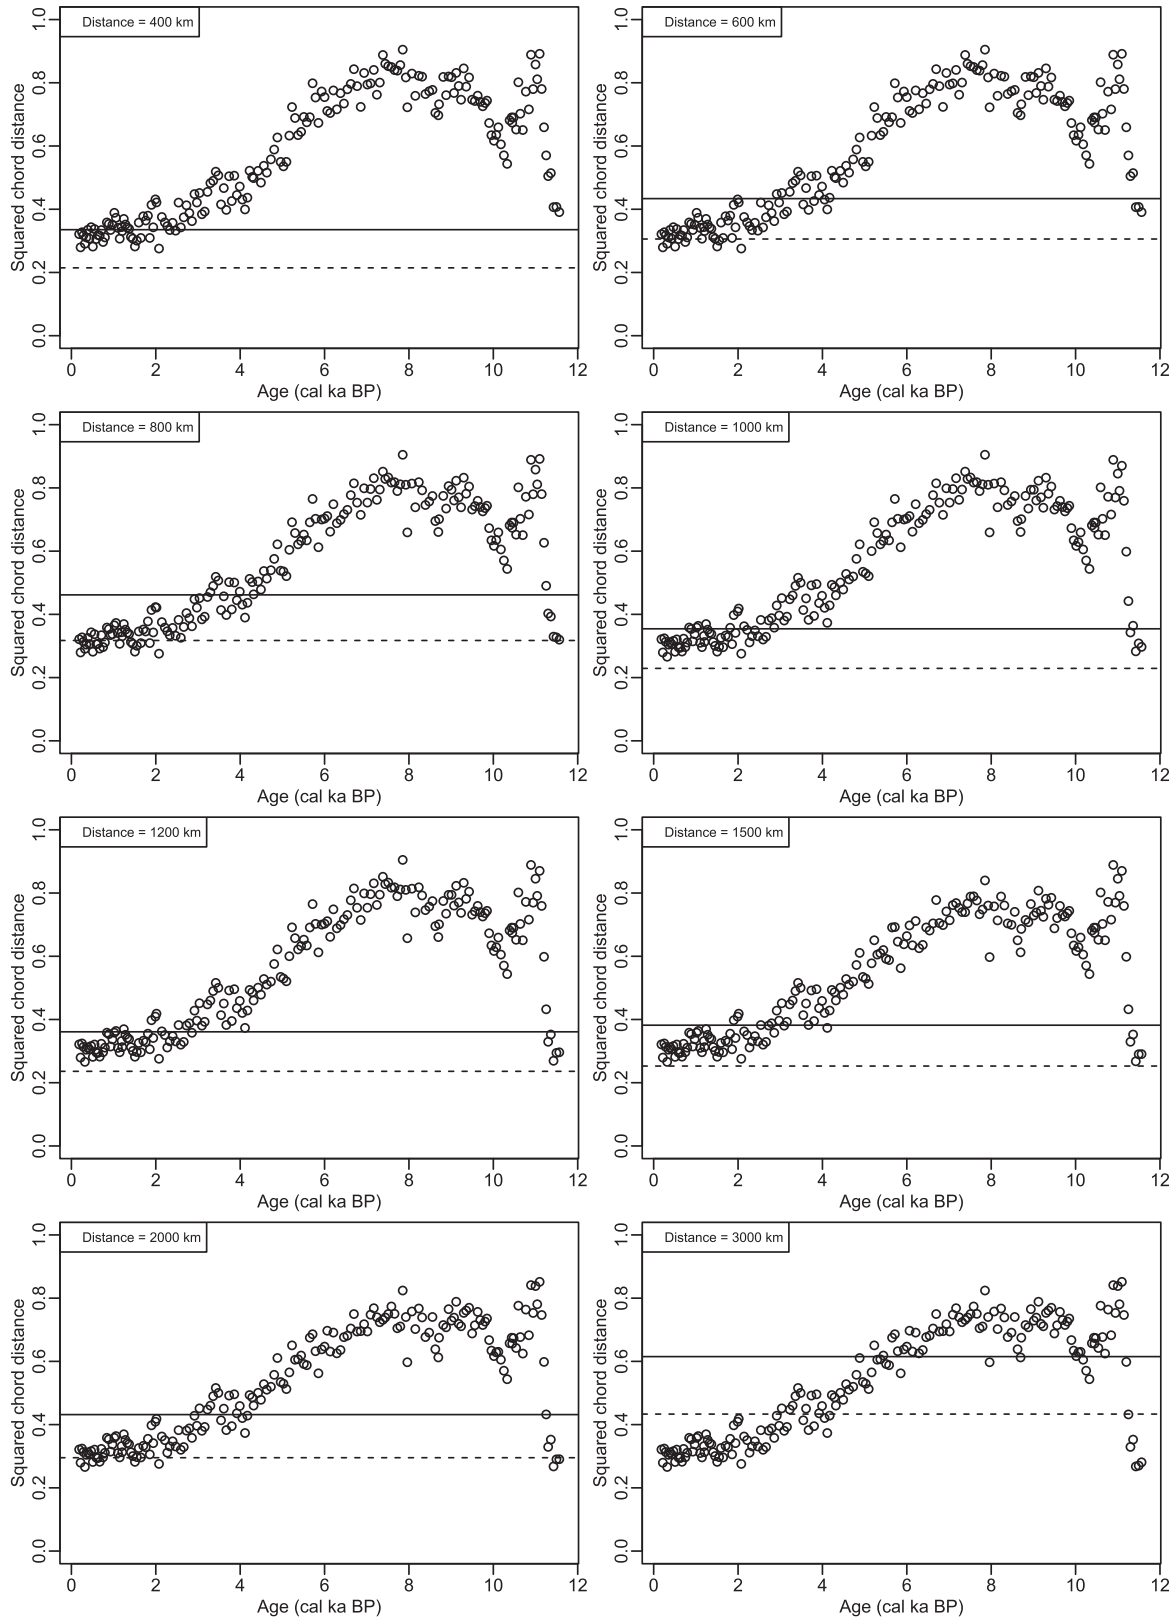 Distance = 400 km
Squared chord distance
1.0
0.8
0.6
0.4
0.2
0.0
0 2 4 6 8 10 12
Age (cal ka BP)
Distance = 600 km
Squared chord distance
1.0
0.8
0.6
0.4
0.2
0.0
0 2 4 6 8 10 12
Age (cal ka BP)
Distance = 800 km
Squared chord distance
1.0
0.8
0.6
0.4
0.2
0.0
0 2 4 6 8 10 12
Age (cal ka BP)
Distance = 1000 km
Squared chord distance
1.0
0.8
0.6
0.4
0.2
0.0
0 2 4 6 8 10 12
Age (cal ka BP)
Distance = 1200 km
Squared chord distance
1.0
0.8
0.6
0.4
0.2
0.0
0 2 4 6 8 10 12
Age (cal ka BP)
Distance = 1500 km
Squared chord distance
1.0
0.8
0.6
0.4
0.2
0.0
0 2 4 6 8 10 12
Age (cal ka BP)
Distance = 2000 km
Squared chord distance
1.0
0.8
0.6
0.4
0.2
0.0
0 2 4 6 8 10 12
Age (cal ka BP)
Distance = 3000 km
Squared chord distance
1.0
0.8
0.6
0.4
0.2
0.0
0 2 4 6 8 10 12
Age (cal ka BP)